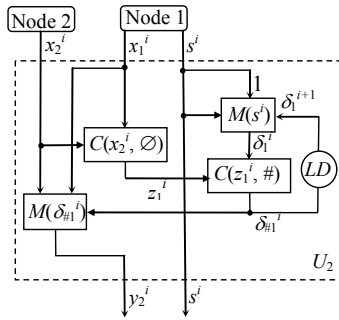 Node 2
Node 1
x₂ⁱ
x₁ⁱ
sⁱ
1
M(sⁱ)
δ₁ⁱ⁺¹
δ₁ⁱ
C(x₂ⁱ, ∅)
C(z₁ⁱ, #)
LD
z₁ⁱ
M(δ#₁ⁱ)
δ#₁ⁱ
U₂
y₂ⁱ
sⁱ